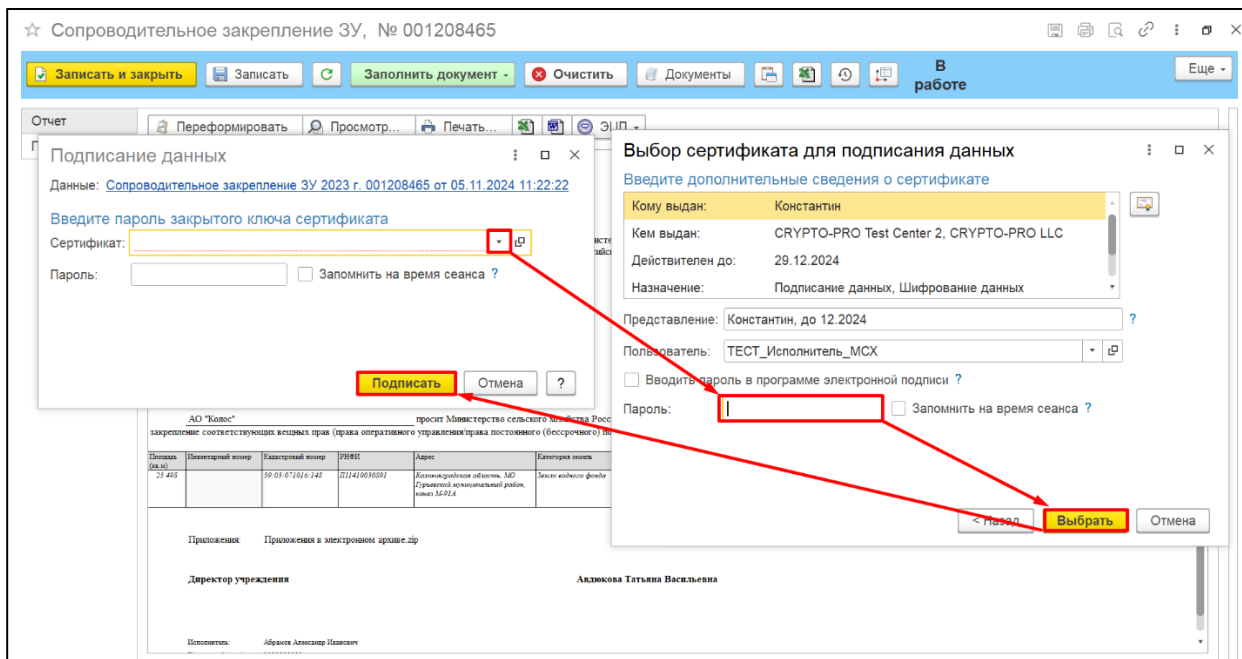 Сопроводительное закрепление ЗУ, № 001208465
Записать и закрыть
Записать
Заполнить документ
Очистить
Документы
В работе
Еще
Отчет
Переформировать
Просмотр...
Печать...
ЭЦП
Подписание данных
Данные: Сопроводительное закрепление ЗУ 2023 г. 001208465 от 05.11.2024 11:22:22
Введите пароль закрытого ключа сертификата
Сертификат:
Пароль:
Запомнить на время сеанса ?
Подписать
Отмена
?
Выбор сертификата для подписания данных
Введите дополнительные сведения о сертификате
Кому выдан: Константин
Кем выдан: CRYPTO-PRO Test Center 2, CRYPTO-PRO LLC
Действителен до: 29.12.2024
Назначение: Подписание данных, Шифрование данных
Представление: Константин, до 12.2024 ?
Пользователь: ТЕСТ_Исполнитель_МСХ
Вводить пароль в программе электронной подписи ?
Пароль:
Запомнить на время сеанса ?
< Назад
Выбрать
Отмена
АО "Колос" просит Министерство сельского хозяйства Росс
закрепление соответствующих вещных прав (права оперативного управления/права постоянного (бессрочного)
Площадь (кв.м) Инвентарный номер Кадастровый номер РНФИ Адрес Категория земель
23 498 39:03:071016:148 П11410030891 Калининградская область, МО Земли водного фонда
Гурьевский муниципальный район,
канал М-91А
Приложения: Приложения в электронном архиве.zip
Директор учреждения Авдюкова Татьяна Васильевна
Исполнитель: Абрамов Александр Иванович